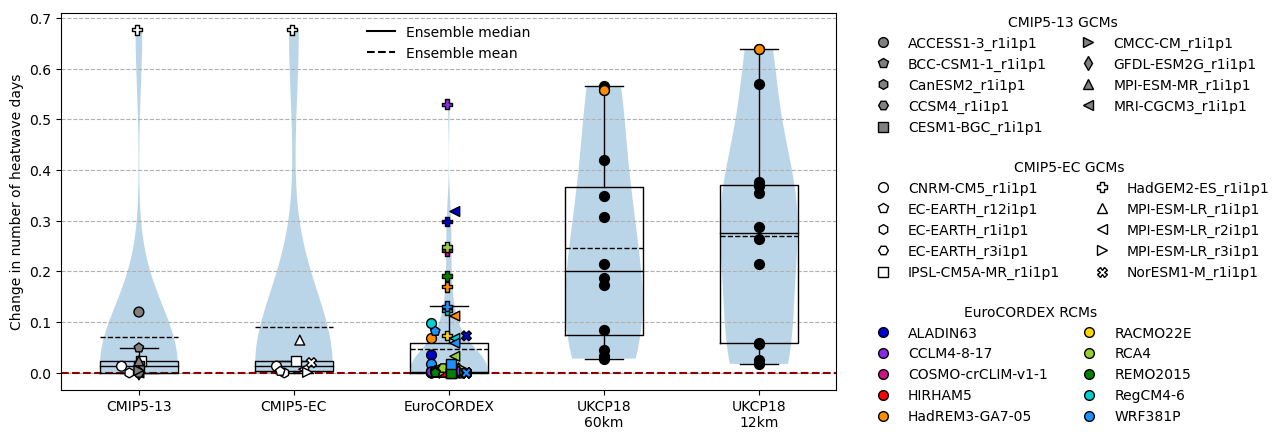 Change in number of heatwave days
0.7
0.6
0.5
0.4
0.3
0.2
0.1
0.0
Ensemble median
Ensemble mean
CMIP5-13
CMIP5-EC
EuroCORDEX
UKCP18
60km
UKCP18
12km
CMIP5-13 GCMs
ACCESS1-3_r1i1p1
BCC-CSM1-1_r1i1p1
CanESM2_r1i1p1
CCSM4_r1i1p1
CESM1-BGC_r1i1p1
CMCC-CM_r1i1p1
GFDL-ESM2G_r1i1p1
MPI-ESM-MR_r1i1p1
MRI-CGCM3_r1i1p1
CMIP5-EC GCMs
CNRM-CM5_r1i1p1
EC-EARTH_r12i1p1
EC-EARTH_r1i1p1
EC-EARTH_r3i1p1
IPSL-CM5A-MR_r1i1p1
HadGEM2-ES_r1i1p1
MPI-ESM-LR_r1i1p1
MPI-ESM-LR_r2i1p1
MPI-ESM-LR_r3i1p1
NorESM1-M_r1i1p1
EuroCORDEX RCMs
ALADIN63
CCLM4-8-17
COSMO-crCLIM-v1-1
HIRHAM5
HadREM3-GA7-05
RACMO22E
RCA4
REMO2015
RegCM4-6
WRF381P